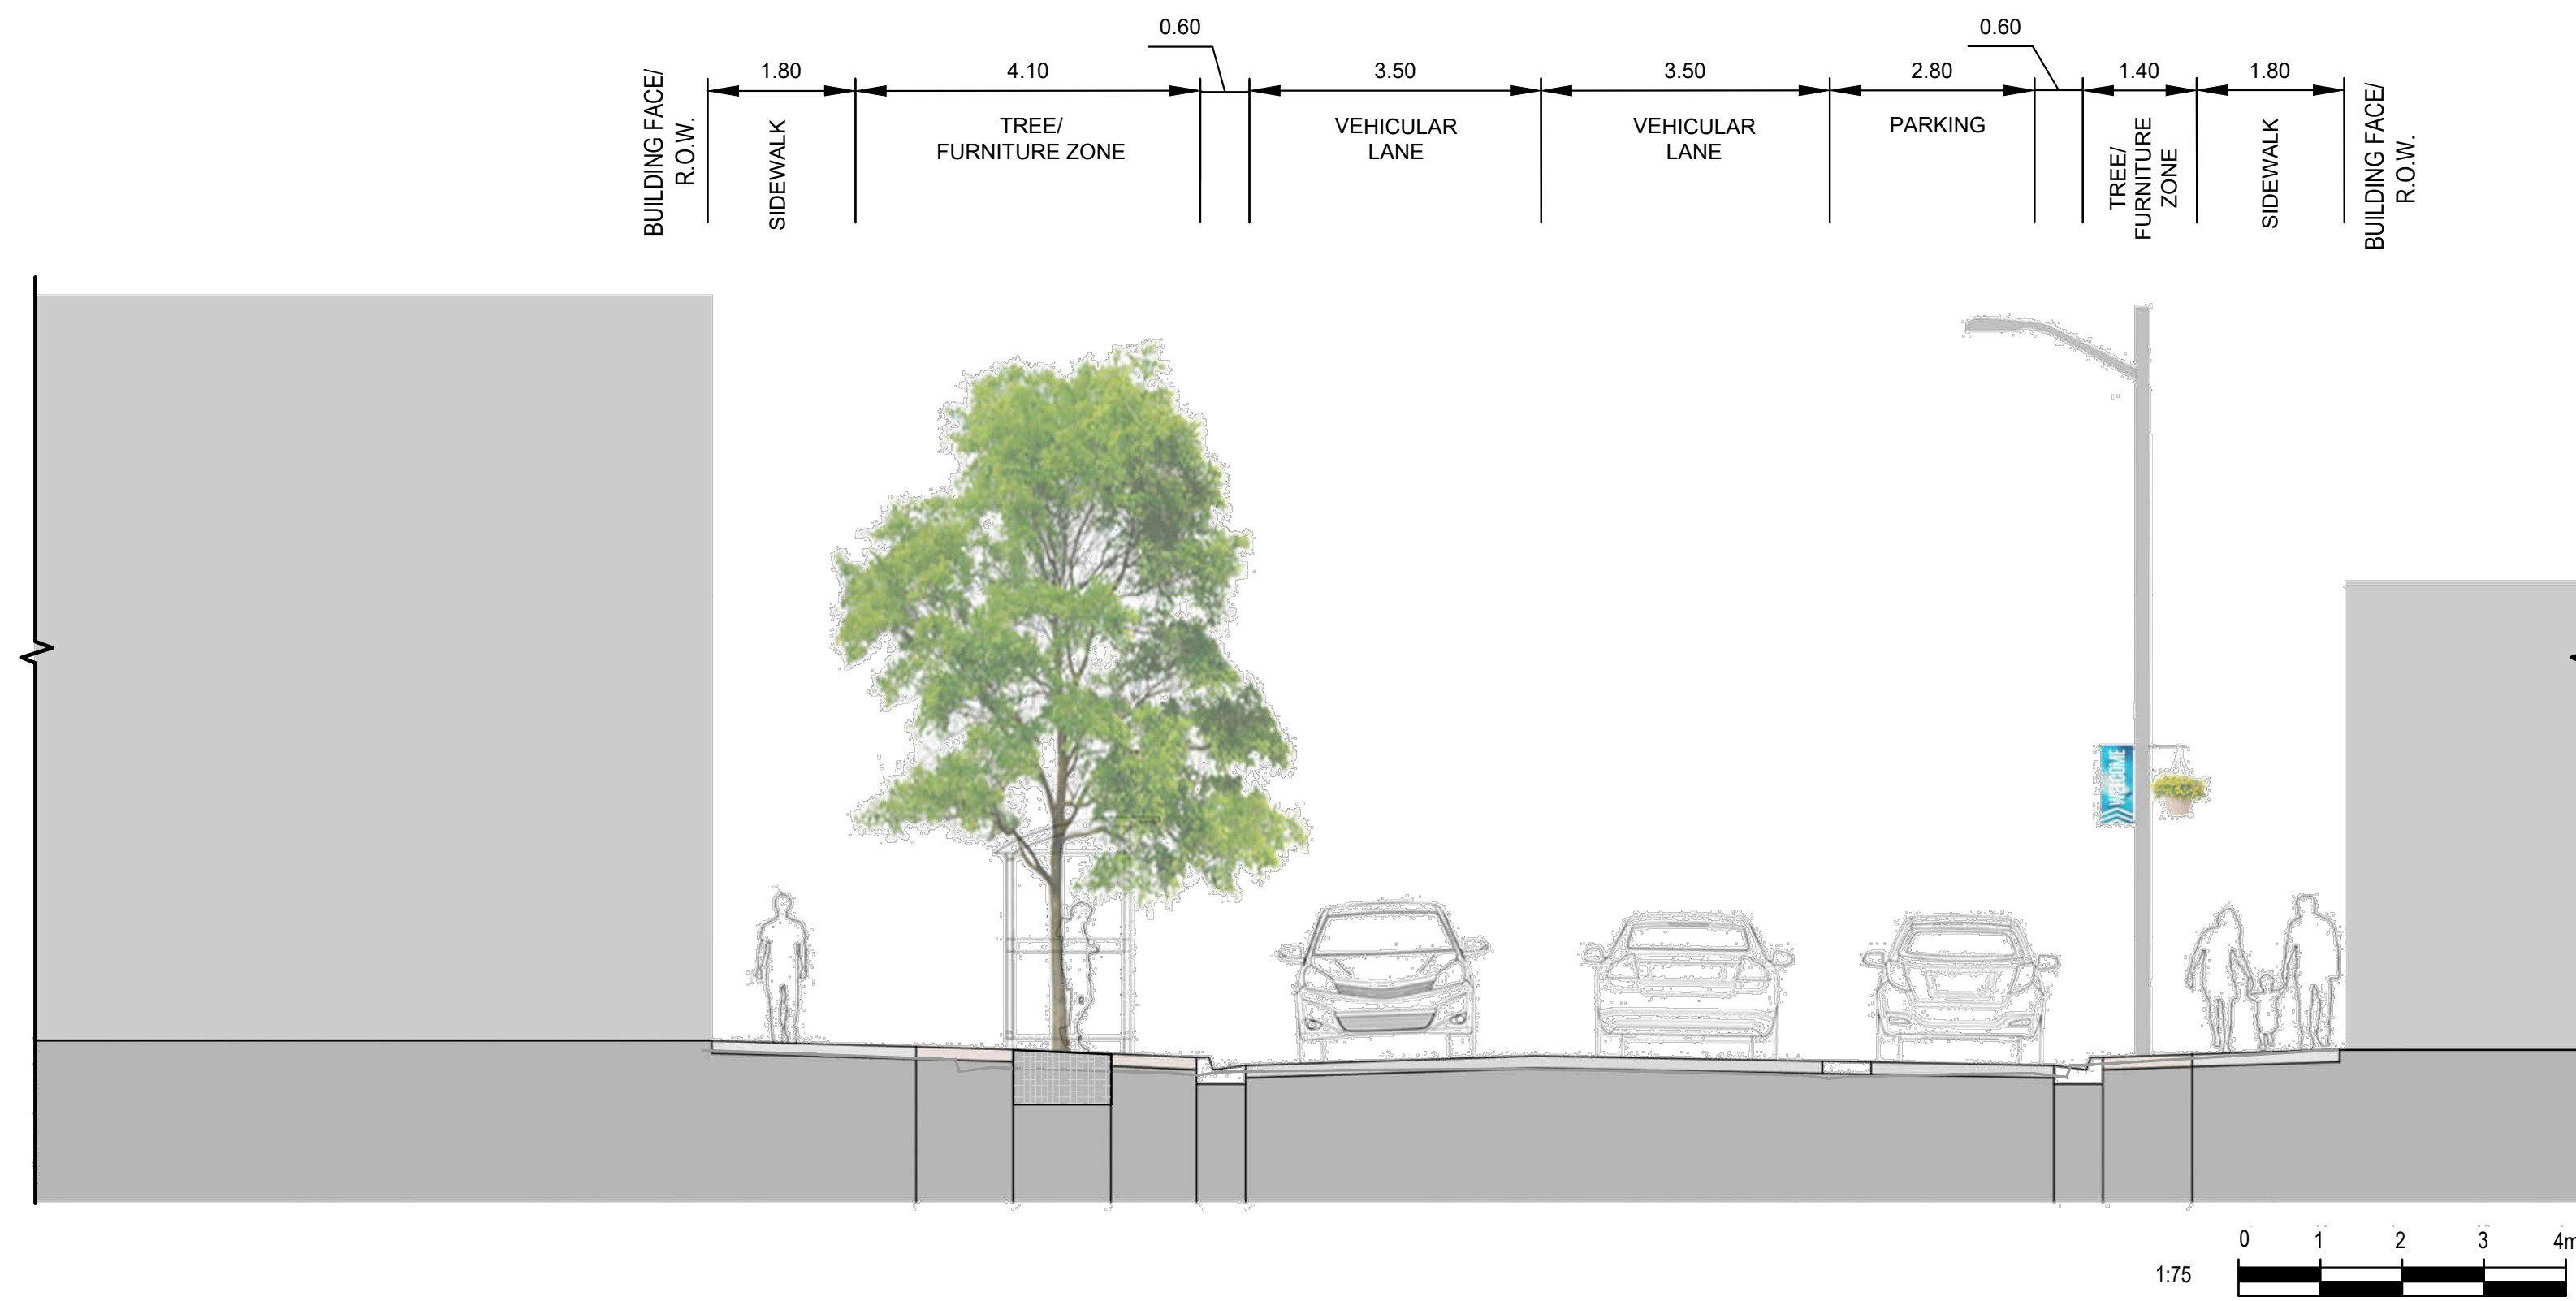 0.60
0.60
1.80
4.10
3.50
3.50
2.80
1.40
1.80
BUILDING FACE/
R.O.W.
SIDEWALK
TREE/
FURNITURE ZONE
VEHICULAR
LANE
VEHICULAR
LANE
PARKING
TREE/
FURNITURE
ZONE
SIDEWALK
BUILDING FACE/
R.O.W.
WELCOME
0 1 2 3 4m
1:75